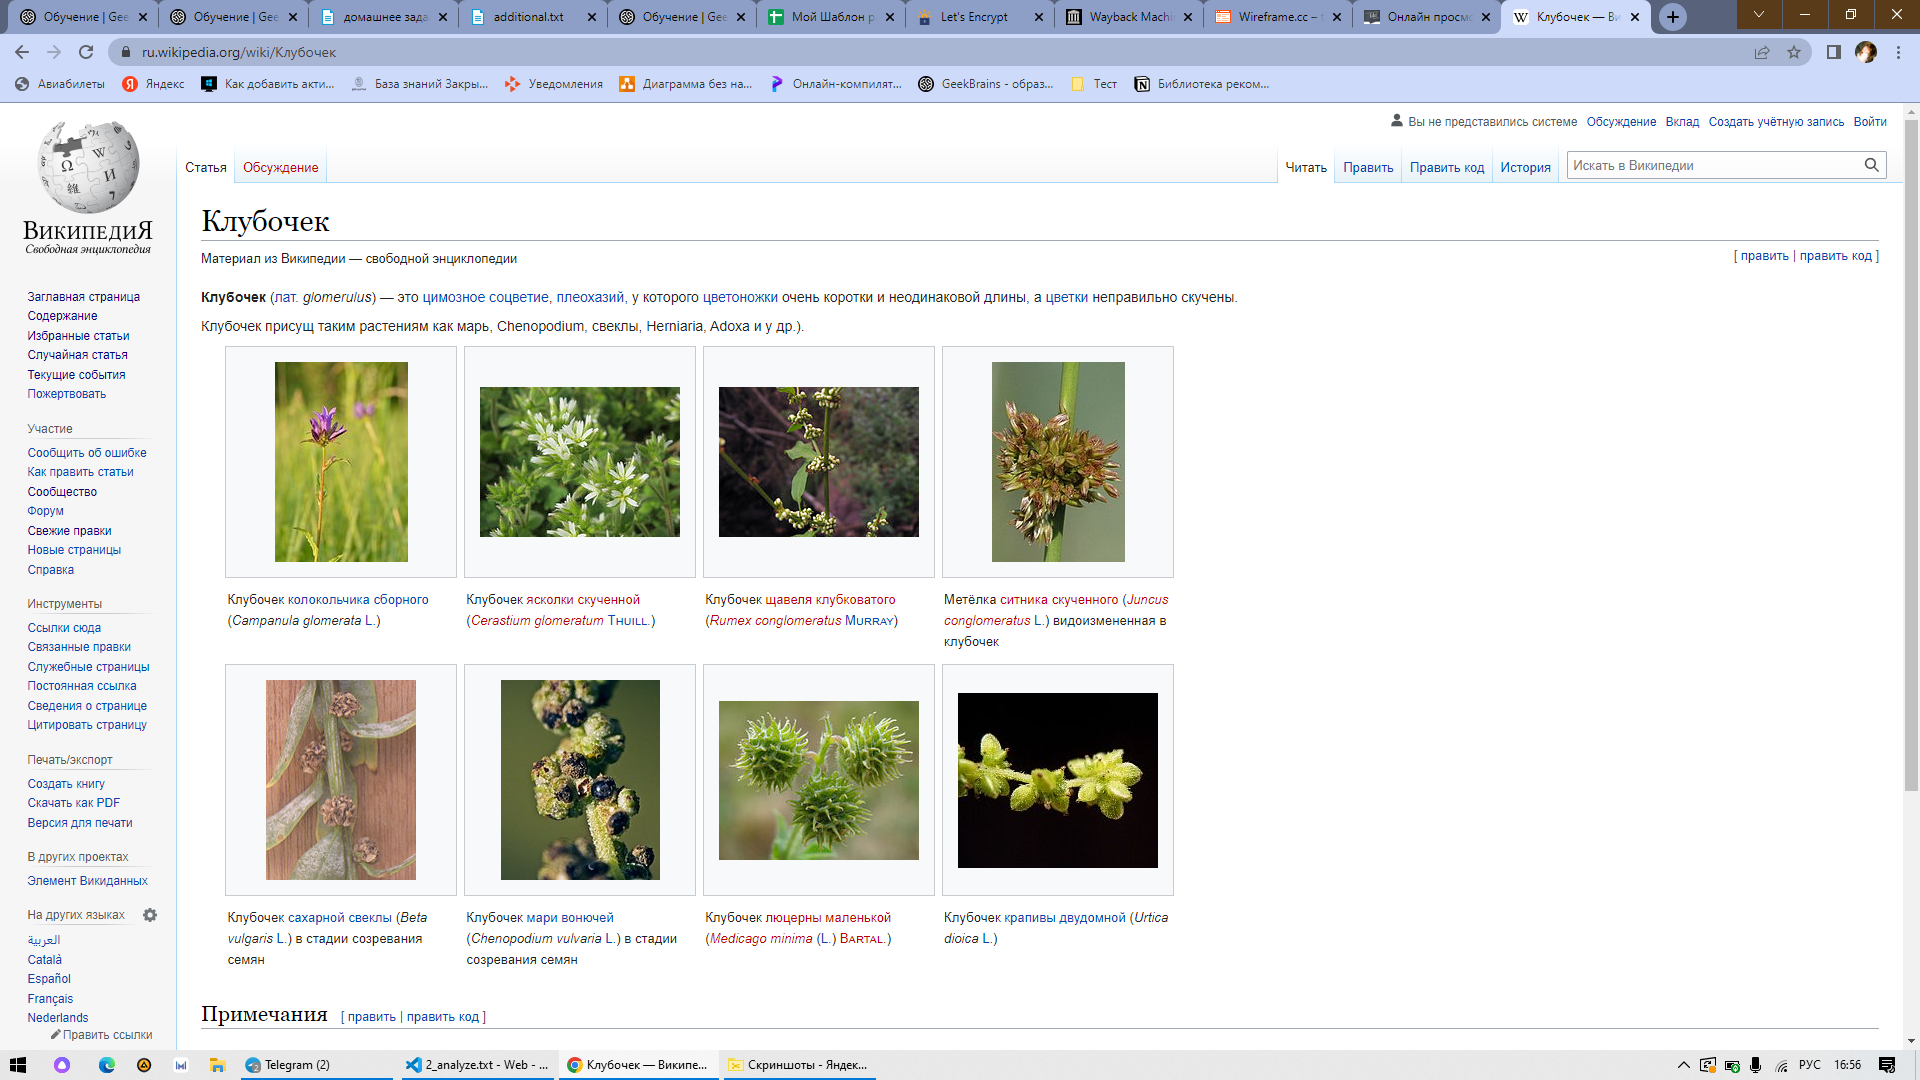 Обучение | Gee
Обучение | Gee
домашнее зада
additional.txt
Обучение | Gee
Мой Шаблон р
Let's Encrypt
Wayback Machi
Wireframe.cc – t
Онлайн просмо
Клубочек — Ви
ru.wikipedia.org/wiki/Клубочек
Авиабилеты
Яндекс
Как добавить акти...
База знаний Закры...
Уведомления
Диаграмма без на...
Онлайн-компилят...
GeekBrains - образ...
Тест
Библиотека реком...
Вы не представились системе Обсуждение Вклад Создать учётную запись Войти
ВИКИПЕДИЯ
Свободная энциклопедия
Статья Обсуждение
Читать Править Править код История
Искать в Википедии
Клубочек
Материал из Википедии — свободной энциклопедии
[ править | править код ]
Клубочек (лат. glomerulus) — это цимозное соцветие, плеохазий, у которого цветоножки очень коротки и неодинаковой длины, а цветки неправильно скучены.
Клубочек присущ таким растениям как марь, Chenopodium, свеклы, Herniaria, Adoxa и у др.).
Заглавная страница
Содержание
Избранные статьи
Случайная статья
Текущие события
Пожертвовать
Участие
Сообщить об ошибке
Как править статьи
Сообщество
Форум
Свежие правки
Новые страницы
Справка
Инструменты
Ссылки сюда
Связанные правки
Служебные страницы
Постоянная ссылка
Сведения о странице
Цитировать страницу
Печать/экспорт
Создать книгу
Скачать как PDF
Версия для печати
В других проектах
Элемент Викиданных
На других языках
العربية
Català
Español
Français
Nederlands
Править ссылки
Клубочек колокольчика сборного
(Campanula glomerata L.)
Клубочек ясколки скученной
(Cerastium glomeratum THUILL.)
Клубочек щавеля клубковатого
(Rumex conglomeratus MURRAY)
Метёлка ситника скученного (Juncus
conglomeratus L.) видоизмененная в
клубочек
Клубочек сахарной свеклы (Beta
vulgaris L.) в стадии созревания
семян
Клубочек мари вонючей
(Chenopodium vulvaria L.) в стадии
созревания семян
Клубочек люцерны маленькой
(Medicago minima (L.) BARTAL.)
Клубочек крапивы двудомной (Urtica
dioica L.)
Примечания [ править | править код ]
Telegram (2)
2_analyze.txt - Web - ...
Клубочек — Википе...
Скриншоты - Яндек...
РУС
16:56